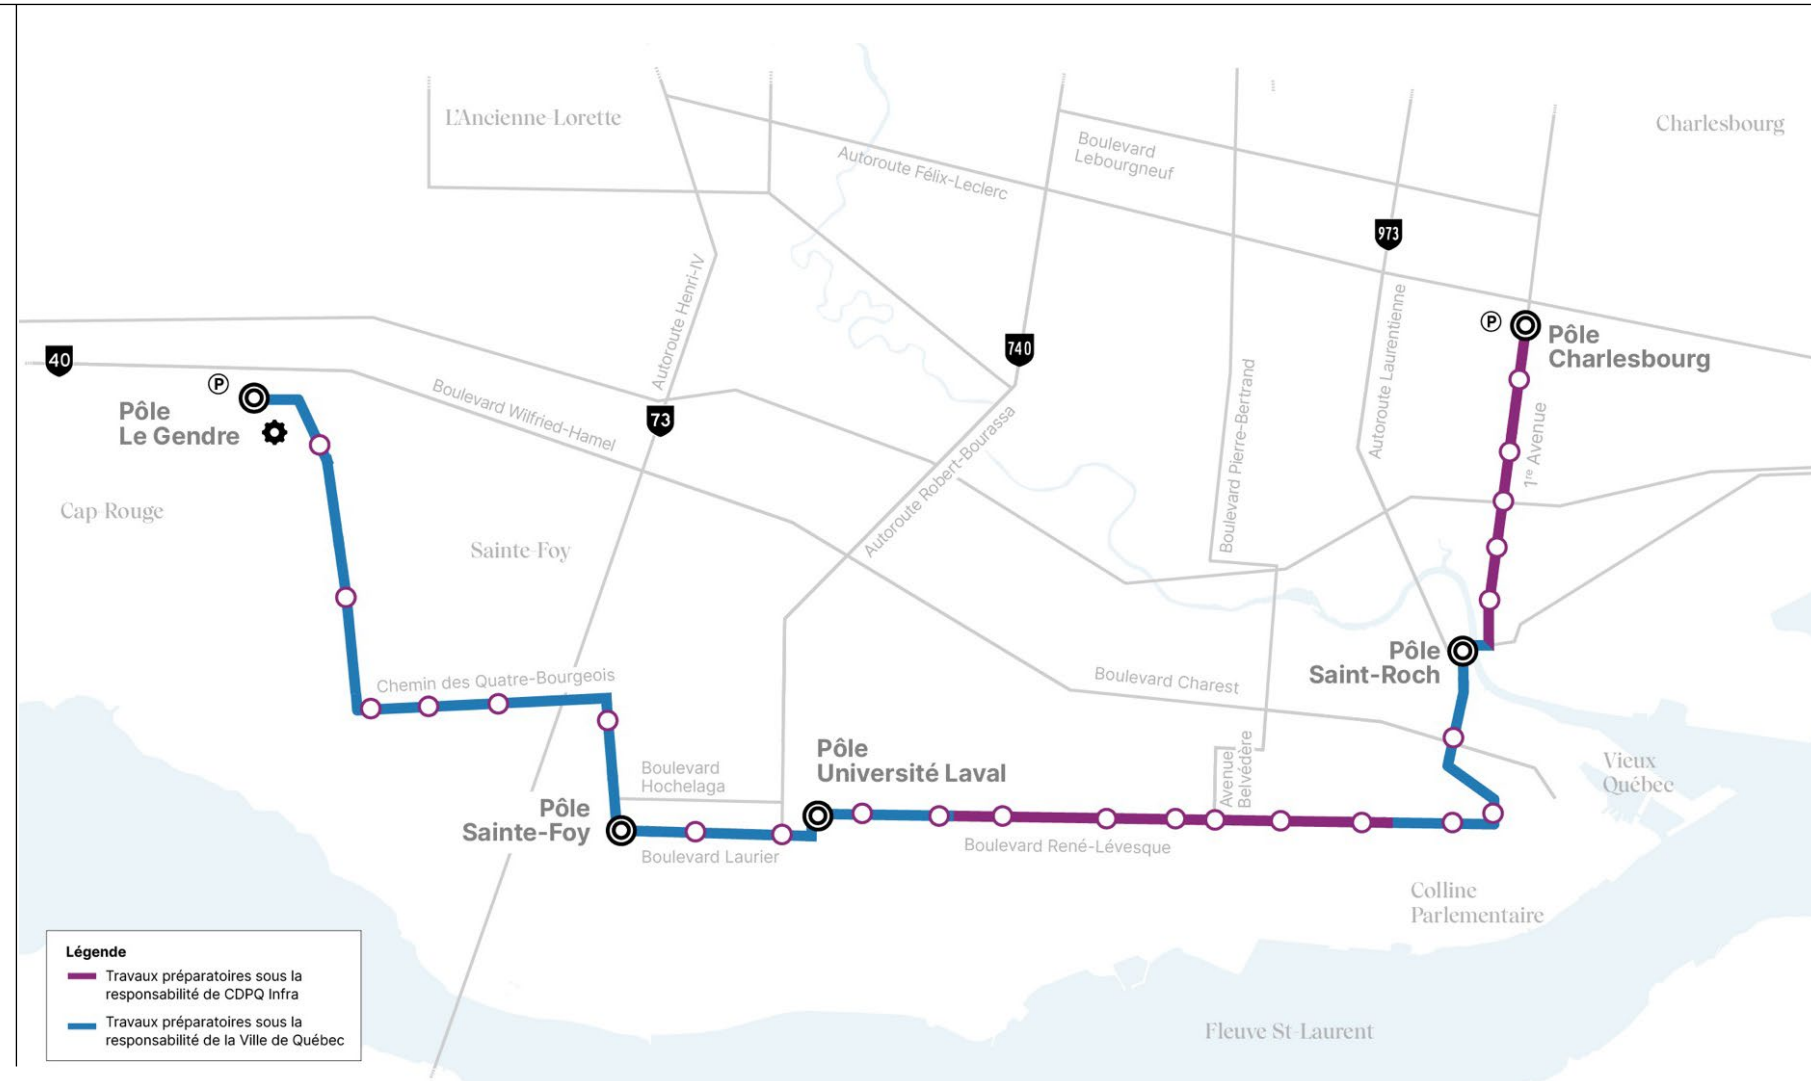 L'Ancienne-Lorette
Charlesbourg
Boulevard
Lebourgneuf
Autoroute Félix-Leclerc
973
Autoroute Henri-IV
Autoroute Laurentienne
P
Pôle
Charlesbourg
740
40
P
Pôle
Le Gendre
Boulevard Wilfried-Hamel
73
Autoroute Robert-Bourassa
Boulevard Pierre-Bertrand
1re Avenue
Cap-Rouge
Sainte-Foy
Pôle
Saint-Roch
Chemin des Quatre-Bourgeois
Boulevard Charest
Pôle
Université Laval
Avenue
Belvédère
Vieux
Québec
Boulevard
Hochelaga
Pôle
Sainte-Foy
Boulevard Laurier
Boulevard René-Lévesque
Colline
Parlementaire
Fleuve St-Laurent
Légende
Travaux préparatoires sous la
responsabilité de CDPQ Infra
Travaux préparatoires sous la
responsabilité de la Ville de Québec